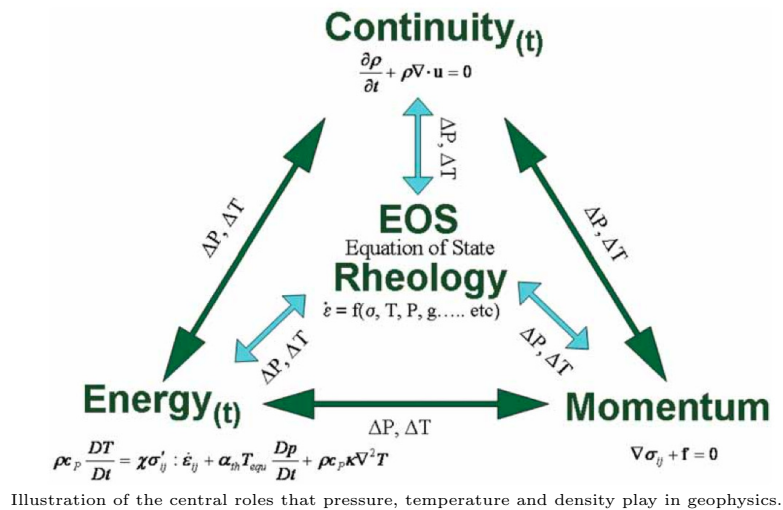 Continuity(t)
∂ρ/∂t + ρ∇·u = 0
ΔP, ΔT
ΔP, ΔT
ΔP, ΔT
EOS
Equation of State
Rheology
ε̇ = f(σ, T, P, g..... etc)
ΔP, ΔT
ΔP, ΔT
Energy(t)
ΔP, ΔT
Momentum
ρc_P DT/Dt = χσ′_ij : ε̇_ij + α_th T_equ Dp/Dt + ρc_P κ∇²T
∇σ_ij + f = 0
Illustration of the central roles that pressure, temperature and density play in geophysics.